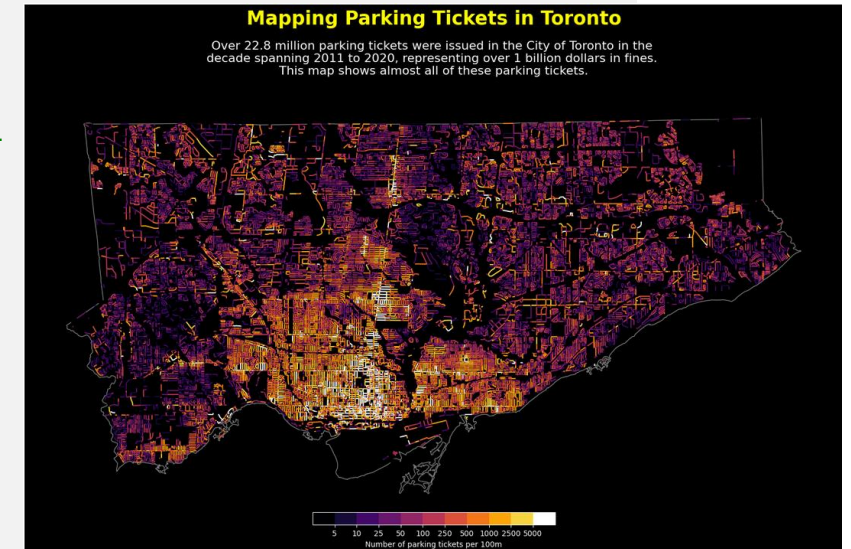 Mapping Parking Tickets in Toronto
Over 22.8 million parking tickets were issued in the City of Toronto in the
decade spanning 2011 to 2020, representing over 1 billion dollars in fines.
This map shows almost all of these parking tickets.
5 10 25 50 100 250 500 1000 2500 5000
Number of parking tickets per 100m